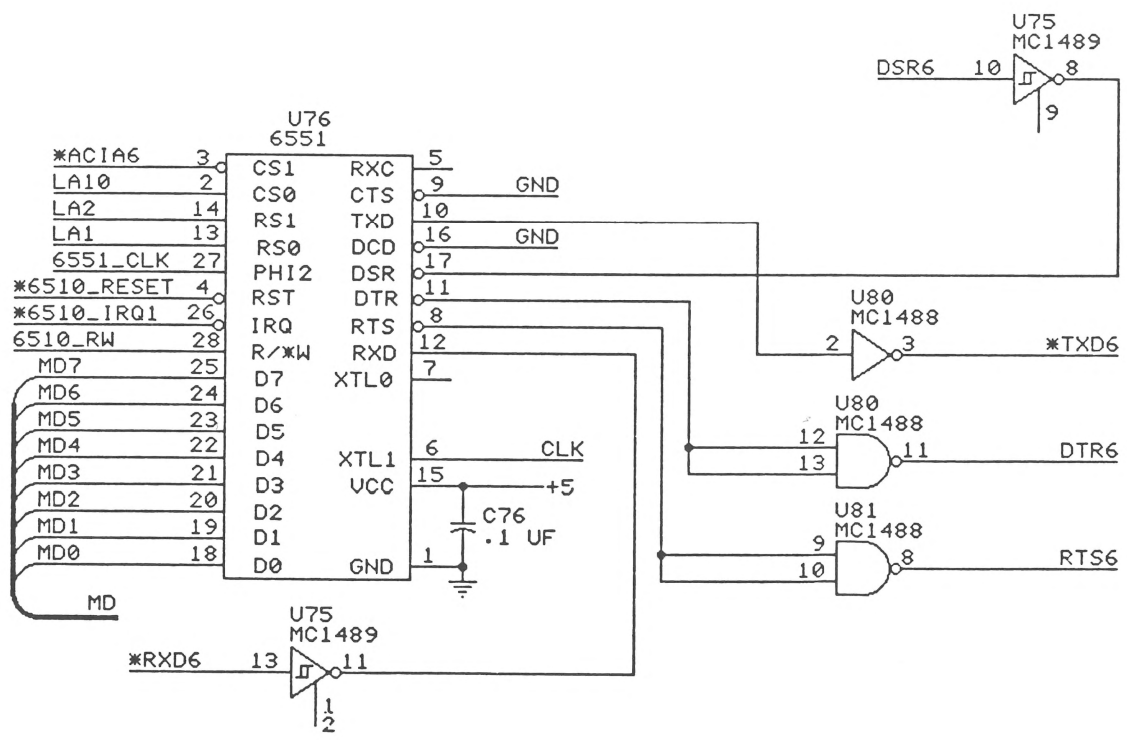 U75
MC1489
DSR6 10 8
9
U76
6551
*ACIA6 3 CS1 RXC 5
LA10 2 CS0 CTS 9 GND
LA2 14 RS1 TXD 10
LA1 13 RS0 DCD 16 GND
6551_CLK 27 PHI2 DSR 17
*6510_RESET 4 RST DTR 11
*6510_IRQ1 26 IRQ RTS 8
6510_RW 28 R/*W RXD 12
U80
MC1488
2 3 *TXD6
MD7 25 D7 XTL0 7
MD6 24 D6
MD5 23 D5
MD4 22 D4 XTL1 6 CLK
MD3 21 D3 VCC 15 +5
MD2 20 D2
MD1 19 D1
MD0 18 D0 GND 1
MD
C76
.1 UF
U80
MC1488
12
13
11 DTR6
U81
MC1488
9
10
8 RTS6
U75
MC1489
*RXD6 13 11
1
2